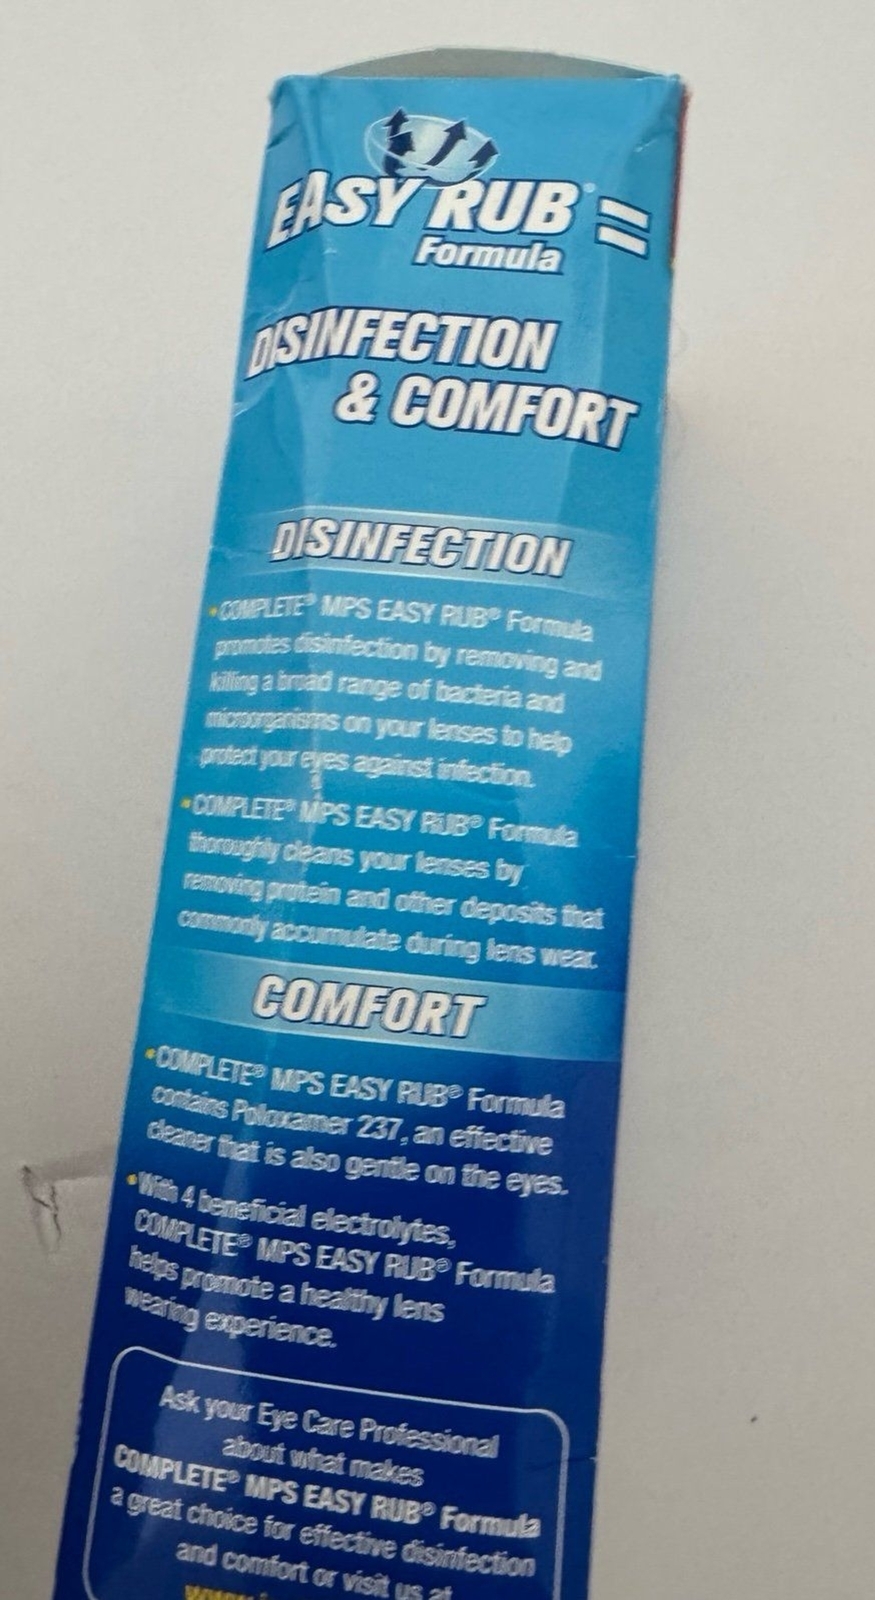 EASY RUB® =
Formula
DISINFECTION
& COMFORT
DISINFECTION
•COMPLETE® MPS EASY RUB® Formula
promotes disinfection by removing and
killing a broad range of bacteria and
microorganisms on your lenses to help
protect your eyes against infection.
•COMPLETE® MPS EASY RUB® Formula
thoroughly cleans your lenses by
removing protein and other deposits that
commonly accumulate during lens wear.
COMFORT
•COMPLETE® MPS EASY RUB® Formula
contains Poloxamer 237, an effective
cleaner that is also gentle on the eyes.
•With 4 beneficial electrolytes,
COMPLETE® MPS EASY RUB® Formula
helps promote a healthy lens
wearing experience.
Ask your Eye Care Professional
about what makes
COMPLETE® MPS EASY RUB® Formula
a great choice for effective disinfection
and comfort or visit us at